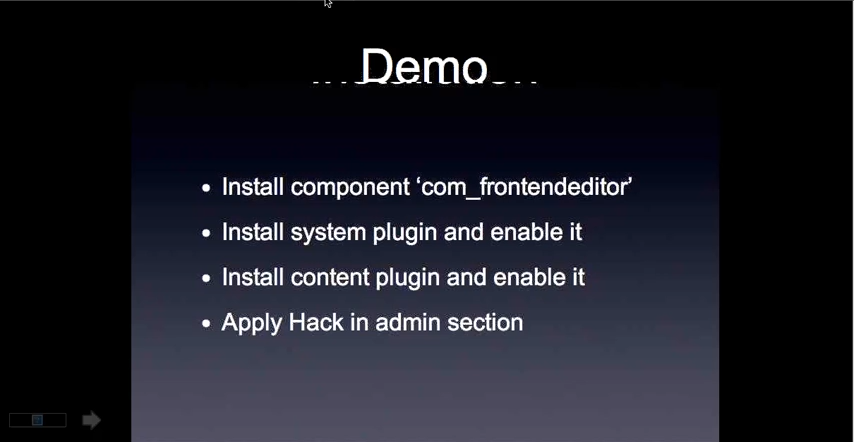 Demo
• Install component ‘com_frontendeditor’
• Install system plugin and enable it
• Install content plugin and enable it
• Apply Hack in admin section